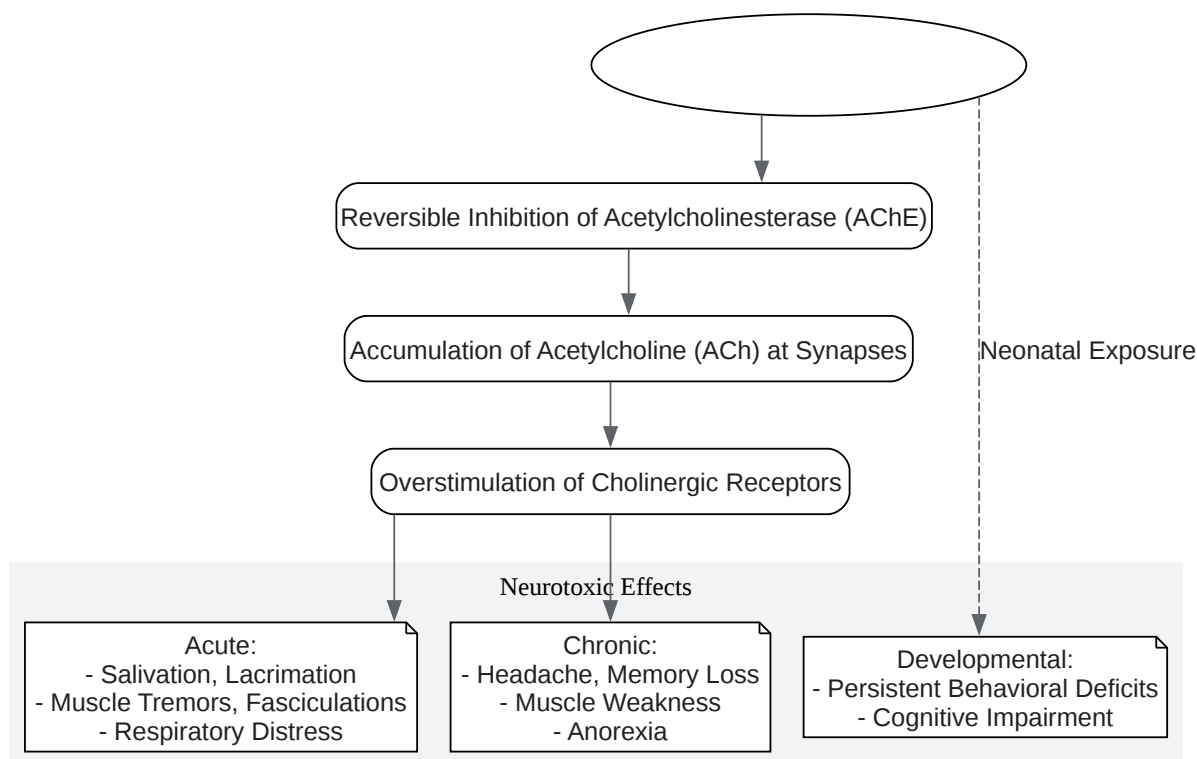 Reversible Inhibition of Acetylcholinesterase (AChE)
Accumulation of Acetylcholine (ACh) at Synapses
Neonatal Exposure
Overstimulation of Cholinergic Receptors
Neurotoxic Effects
Acute:
- Salivation, Lacrimation
- Muscle Tremors, Fasciculations
- Respiratory Distress
Chronic:
- Headache, Memory Loss
- Muscle Weakness
- Anorexia
Developmental:
- Persistent Behavioral Deficits
- Cognitive Impairment